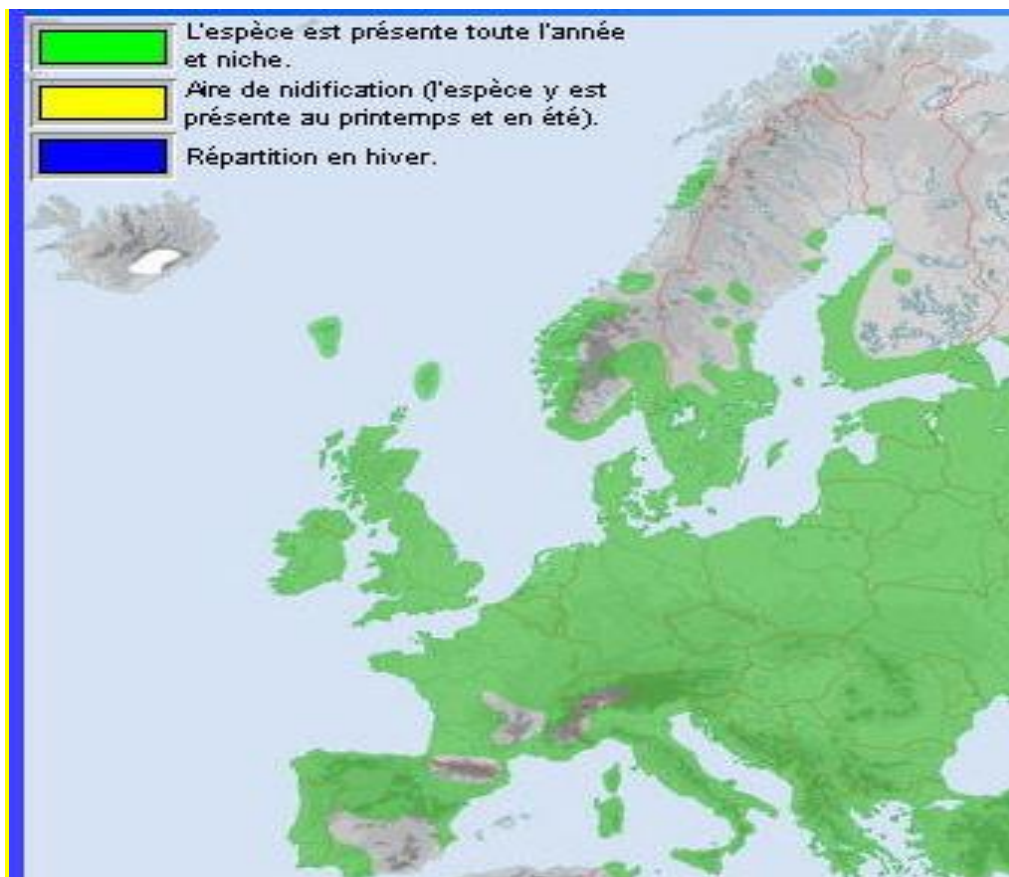 L'espèce est présente toute l'année
et niche.
Aire de nidification (l'espèce y est
présente au printemps et en été).
Répartition en hiver.